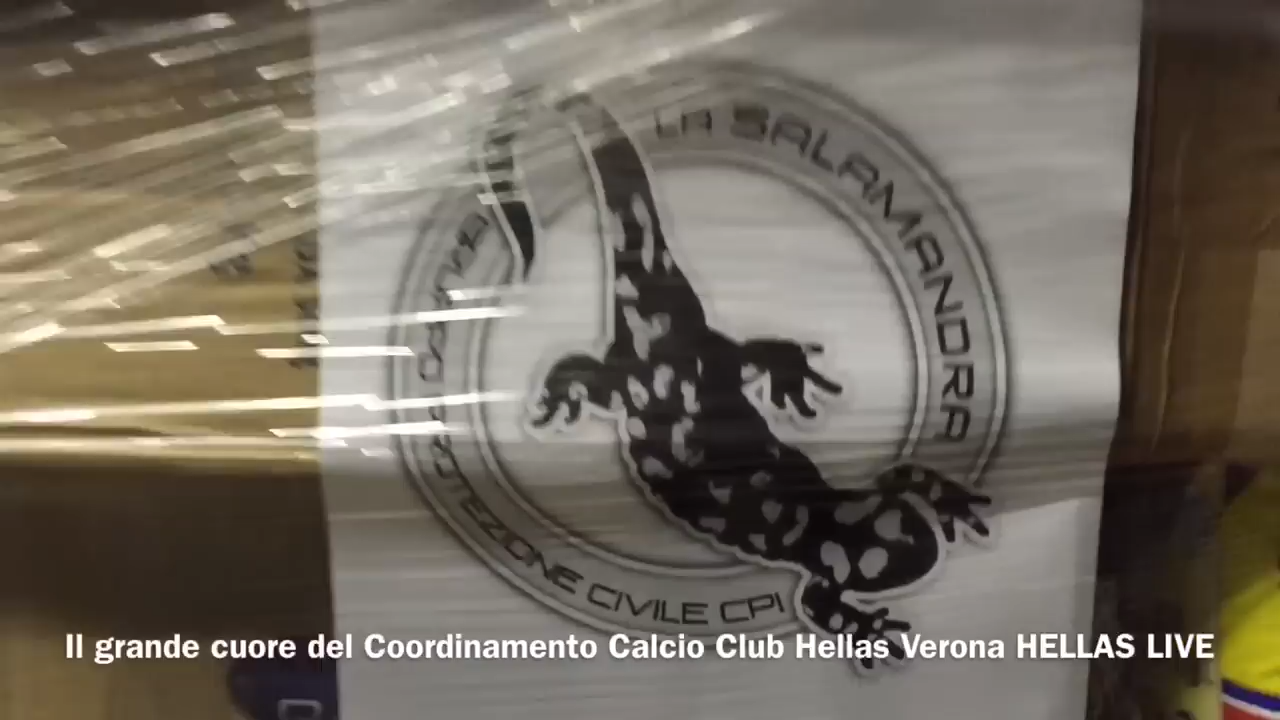 LA SALAMANDRA
PROTEZIONE CIVILE CPI
Il grande cuore del Coordinamento Calcio Club Hellas Verona HELLAS LIVE